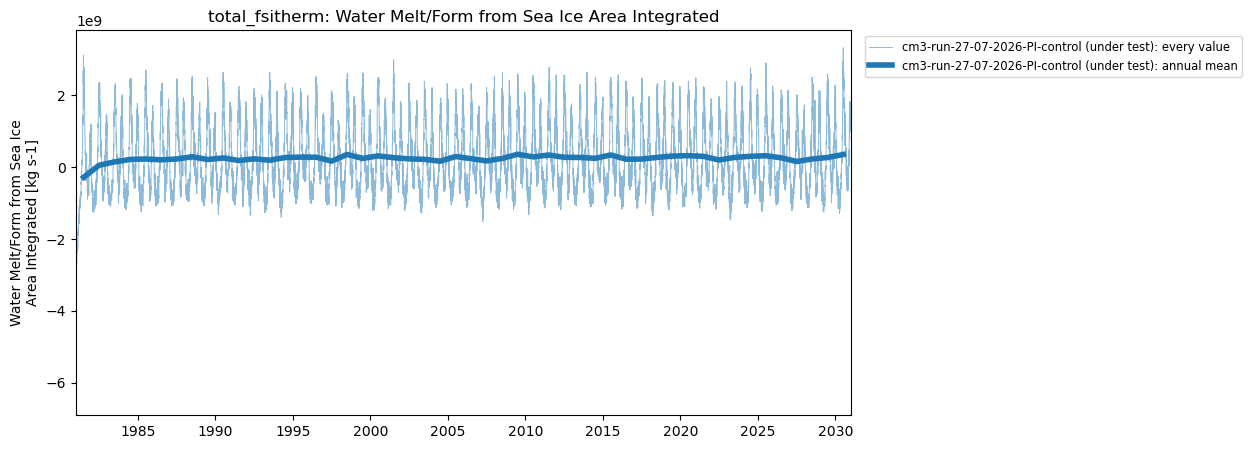 total_fsitherm: Water Melt/Form from Sea Ice Area Integrated
1e9
cm3-run-27-07-2026-PI-control (under test): every value
cm3-run-27-07-2026-PI-control (under test): annual mean
Water Melt/Form from Sea Ice
Area Integrated [kg s-1]
2
0
−2
−4
−6
1985
1990
1995
2000
2005
2010
2015
2020
2025
2030